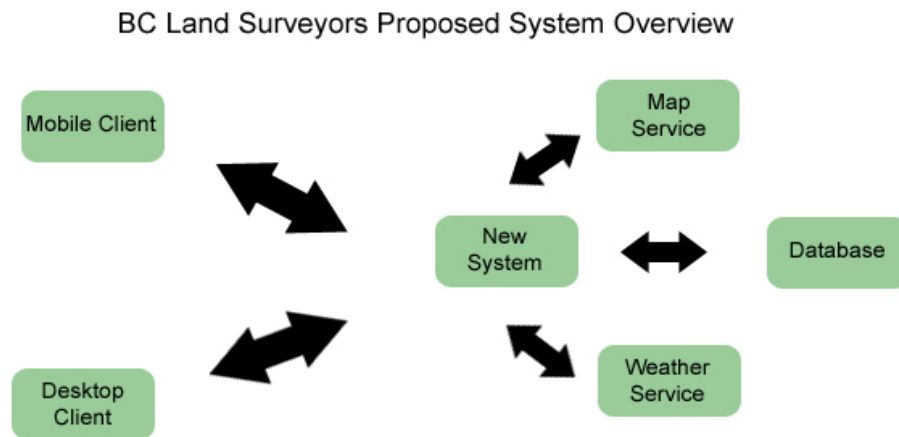 BC Land Surveyors Proposed System Overview
Mobile Client
Map
Service
New
System
Database
Desktop
Client
Weather
Service